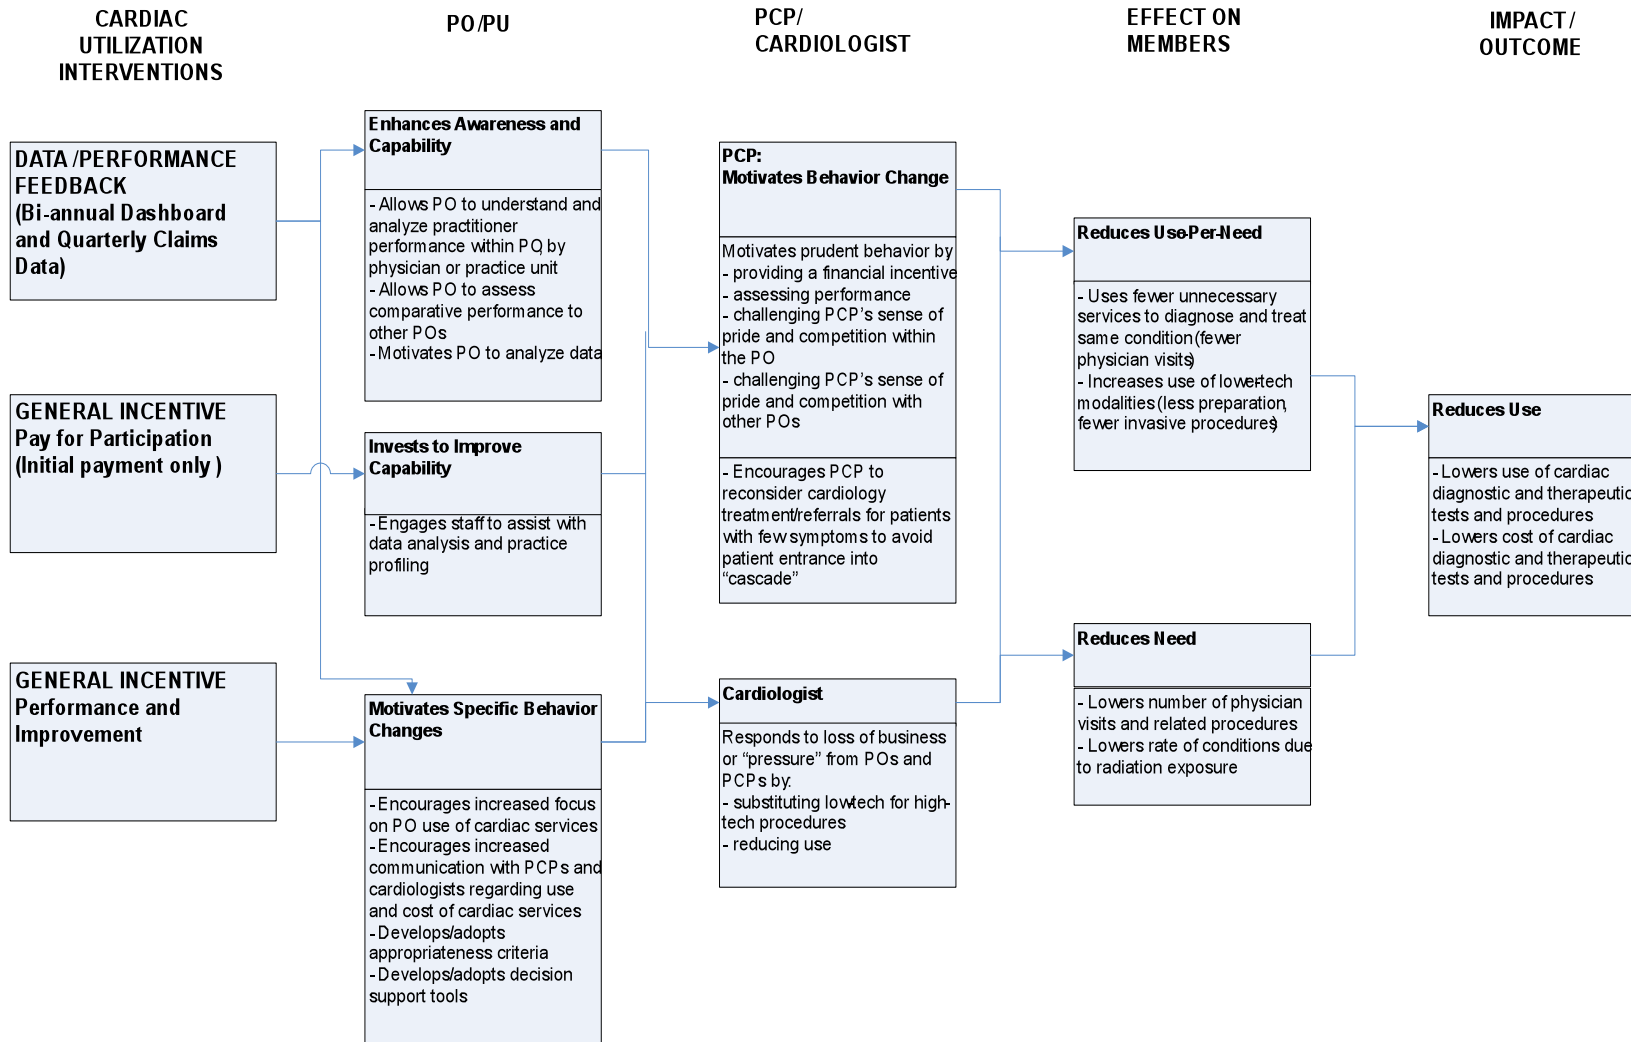 CARDIAC
UTILIZATION
INTERVENTIONS
PO/PU
PCP/
CARDIOLOGIST
EFFECT ON
MEMBERS
IMPACT /
OUTCOME
DATA /PERFORMANCE
FEEDBACK
(Bi-annual Dashboard
and Quarterly Claims
Data)
GENERAL INCENTIVE
Pay for Participation
(Initial payment only )
GENERAL INCENTIVE
Performance and
Improvement
Enhances Awareness and
Capability
- Allows PO to understand and
analyze practitioner
performance within PO, by
physician or practice unit
- Allows PO to assess
comparative performance to
other POs
- Motivates PO to analyze data
Invests to Improve
Capability
- Engages staff to assist with
data analysis and practice
profiling
Motivates Specific Behavior
Changes
- Encourages increased focus
on PO use of cardiac services
- Encourages increased
communication with PCPs and
cardiologists regarding use
and cost of cardiac services
- Develops/adopts
appropriateness criteria
- Develops/adopts decision
support tools
PCP:
Motivates Behavior Change
Motivates prudent behavior by
- providing a financial incentive
- assessing performance
- challenging PCP's sense of
pride and competition within
the PO
- challenging PCP's sense of
pride and competition with
other POs
- Encourages PCP to
reconsider cardiology
treatment/referrals for patients
with few symptoms to avoid
patient entrance into
“cascade”
Cardiologist
Responds to loss of business
or “pressure” from POs and
PCPs by:
- substituting low-tech for high-
tech procedures
- reducing use
Reduces Use-Per-Need
- Uses fewer unnecessary
services to diagnose and treat
same condition (fewer
physician visits)
- Increases use of lower-tech
modalities (less preparation,
fewer invasive procedures)
Reduces Need
- Lowers number of physician
visits and related procedures
- Lowers rate of conditions due
to radiation exposure
Reduces Use
- Lowers use of cardiac
diagnostic and therapeutic
tests and procedures
- Lowers cost of cardiac
diagnostic and therapeutic
tests and procedures